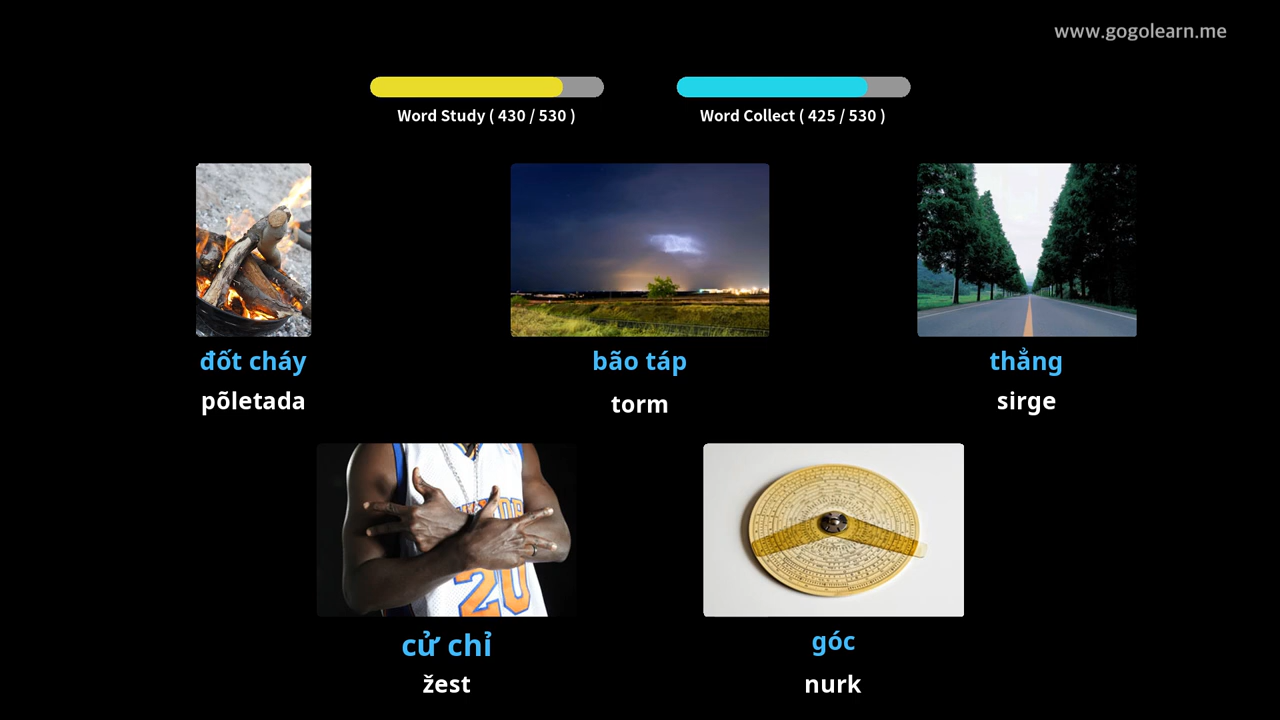 www.gogolearn.me
Word Study ( 430 / 530 )
Word Collect ( 425 / 530 )
đốt cháy
bão táp
thẳng
põletada
torm
sirge
20
cử chỉ
góc
žest
nurk